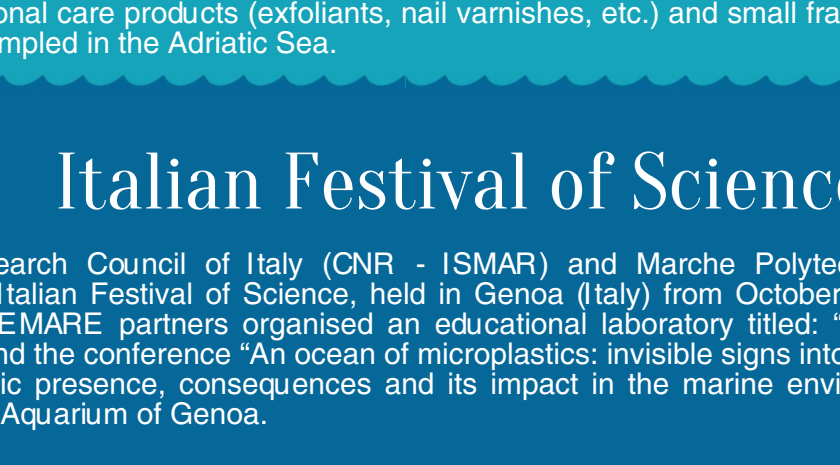 onal care products (exfoliants, nail varnishes, etc.) and small fra
mpled in the Adriatic Sea.
Italian Festival of Scienc
earch Council of Italy (CNR - ISMAR) and Marche Polytec
Italian Festival of Science, held in Genoa (Italy) from October
EMARE partners organised an educational laboratory titled: “
nd the conference “An ocean of microplastics: invisible signs into
ic presence, consequences and its impact in the marine envi
Aquarium of Genoa.